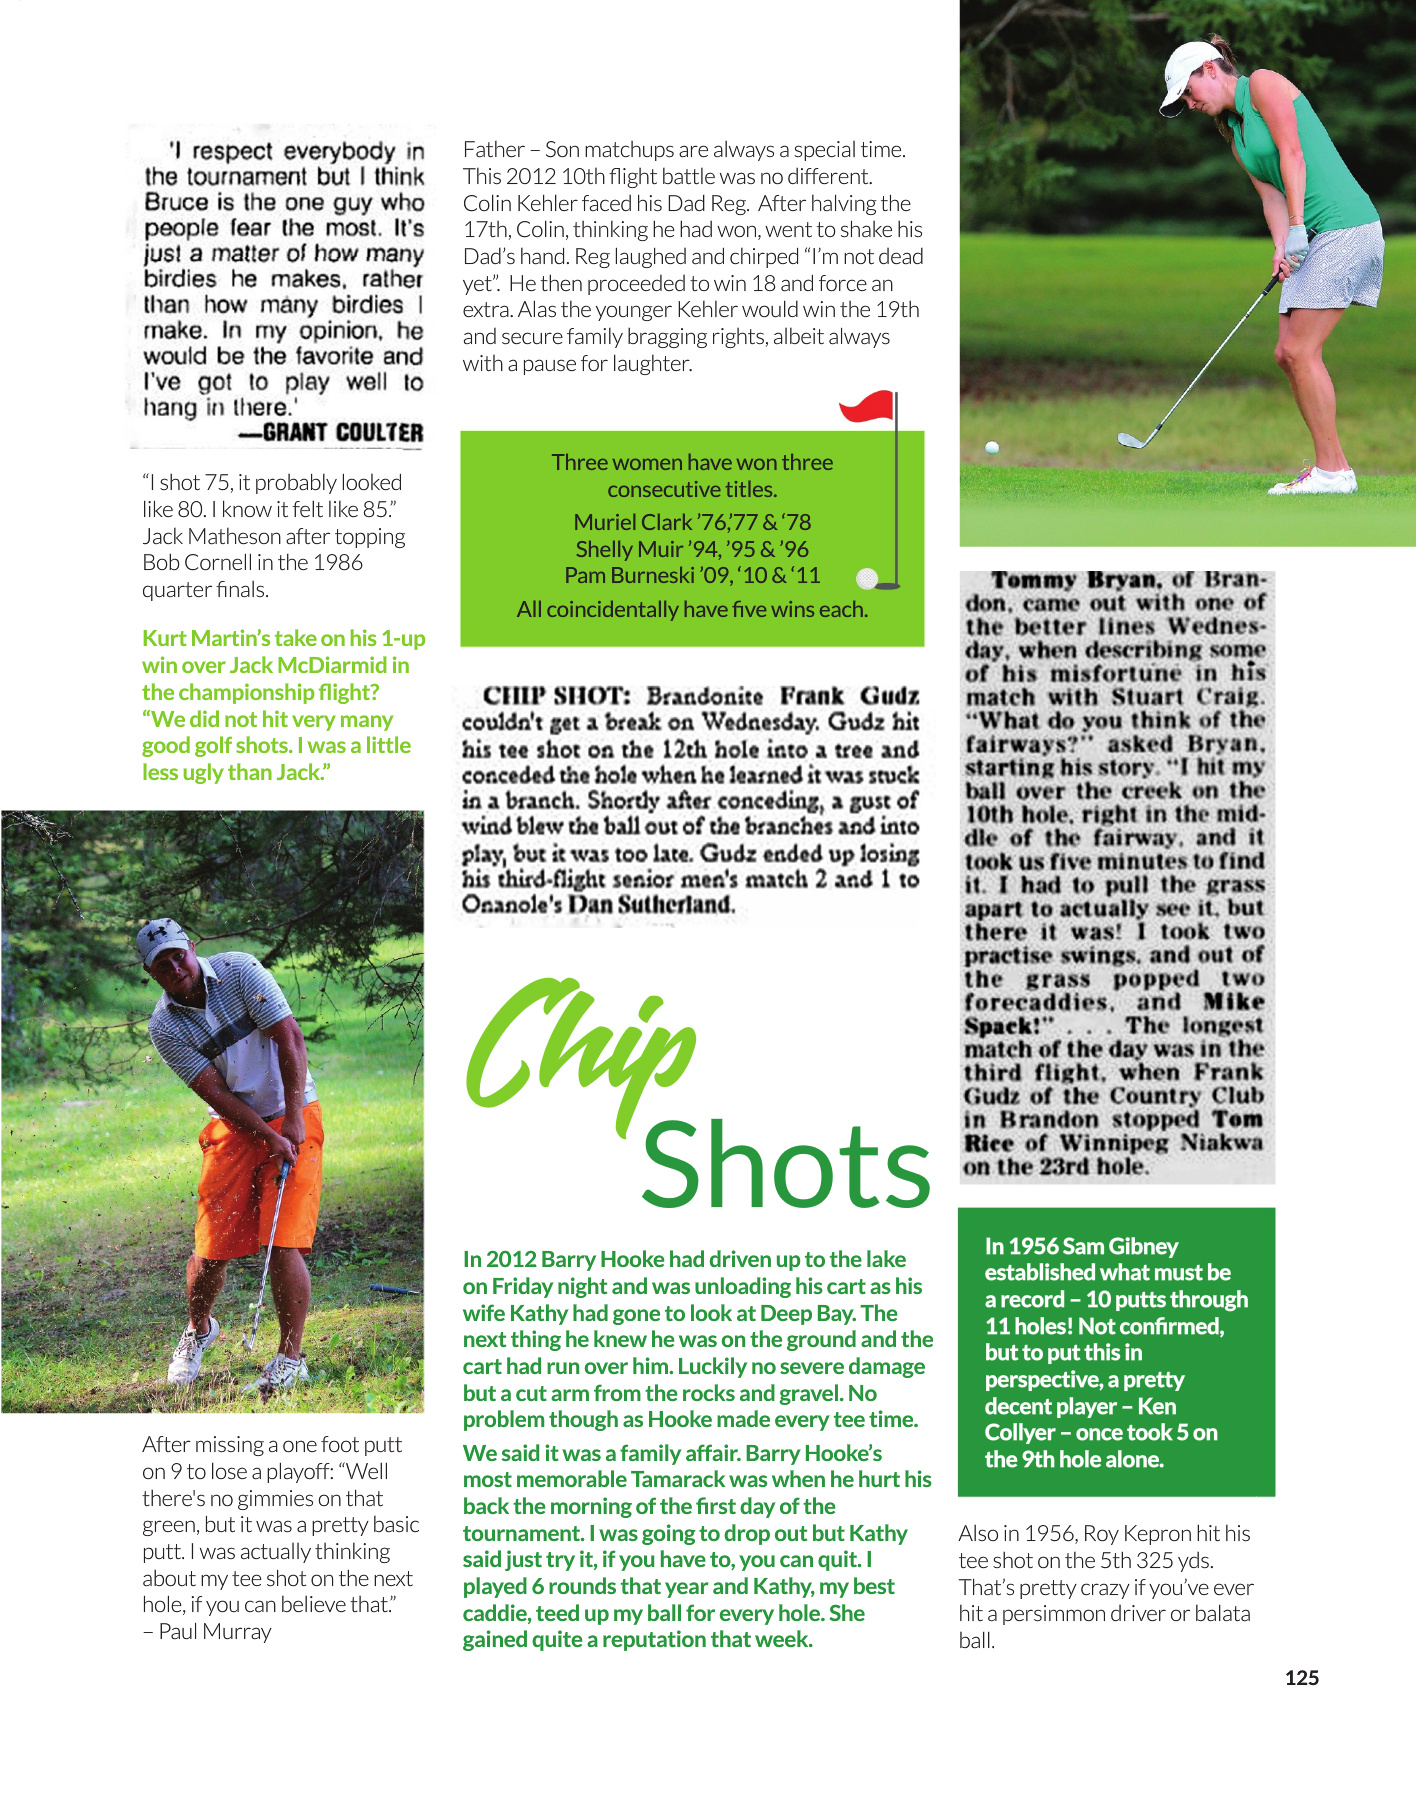 'I respect everybody in
the tournament but I think
Bruce is the one guy who
people fear the most. It's
just a matter of how many
birdies he makes, rather
than how many birdies I
make. In my opinion, he
would be the favorite and
I've got to play well to
hang in there.'
—GRANT COULTER
“I shot 75, it probably looked
like 80. I know it felt like 85.”
Jack Matheson after topping
Bob Cornell in the 1986
quarter finals.
Kurt Martin’s take on his 1-up
win over Jack McDiarmid in
the championship flight?
“We did not hit very many
good golf shots. I was a little
less ugly than Jack.”
After missing a one foot putt
on 9 to lose a playoff: “Well
there's no gimmies on that
green, but it was a pretty basic
putt. I was actually thinking
about my tee shot on the next
hole, if you can believe that.”
– Paul Murray
Father – Son matchups are always a special time.
This 2012 10th flight battle was no different.
Colin Kehler faced his Dad Reg. After halving the
17th, Colin, thinking he had won, went to shake his
Dad’s hand. Reg laughed and chirped “I’m not dead
yet”. He then proceeded to win 18 and force an
extra. Alas the younger Kehler would win the 19th
and secure family bragging rights, albeit always
with a pause for laughter.
Three women have won three
consecutive titles.
Muriel Clark ’76,’77 & ‘78
Shelly Muir ’94, ’95 & ’96
Pam Burneski ’09, ‘10 & ‘11
All coincidentally have five wins each.
CHIP SHOT: Brandonite Frank Gudz
couldn't get a break on Wednesday. Gudz hit
his tee shot on the 12th hole into a tree and
conceded the hole when he learned it was stuck
in a branch. Shortly after conceding, a gust of
wind blew the ball out of the branches and into
play, but it was too late. Gudz ended up losing
his third-flight senior men's match 2 and 1 to
Onanole's Dan Sutherland.
Chip
Shots
In 2012 Barry Hooke had driven up to the lake
on Friday night and was unloading his cart as his
wife Kathy had gone to look at Deep Bay. The
next thing he knew he was on the ground and the
cart had run over him. Luckily no severe damage
but a cut arm from the rocks and gravel. No
problem though as Hooke made every tee time.
We said it was a family affair. Barry Hooke’s
most memorable Tamarack was when he hurt his
back the morning of the first day of the
tournament. I was going to drop out but Kathy
said just try it, if you have to, you can quit. I
played 6 rounds that year and Kathy, my best
caddie, teed up my ball for every hole. She
gained quite a reputation that week.
Tommy Bryan, of Bran-
don, came out with one of
the better lines Wednes-
day, when describing some
of his misfortune in his
match with Stuart Craig.
"What do you think of the
fairways?" asked Bryan,
starting his story. "I hit my
ball over the creek on the
10th hole, right in the mid-
dle of the fairway, and it
took us five minutes to find
it. I had to pull the grass
apart to actually see it, but
there it was! I took two
practise swings, and out of
the grass popped two
forecaddies, and Mike
Spack!" . . . The longest
match of the day was in the
third flight, when Frank
Gudz of the Country Club
in Brandon stopped Tom
Rice of Winnipeg Niakwa
on the 23rd hole.
In 1956 Sam Gibney
established what must be
a record – 10 putts through
11 holes! Not confirmed,
but to put this in
perspective, a pretty
decent player – Ken
Collyer – once took 5 on
the 9th hole alone.
Also in 1956, Roy Kepron hit his
tee shot on the 5th 325 yds.
That’s pretty crazy if you’ve ever
hit a persimmon driver or balata
ball.
125